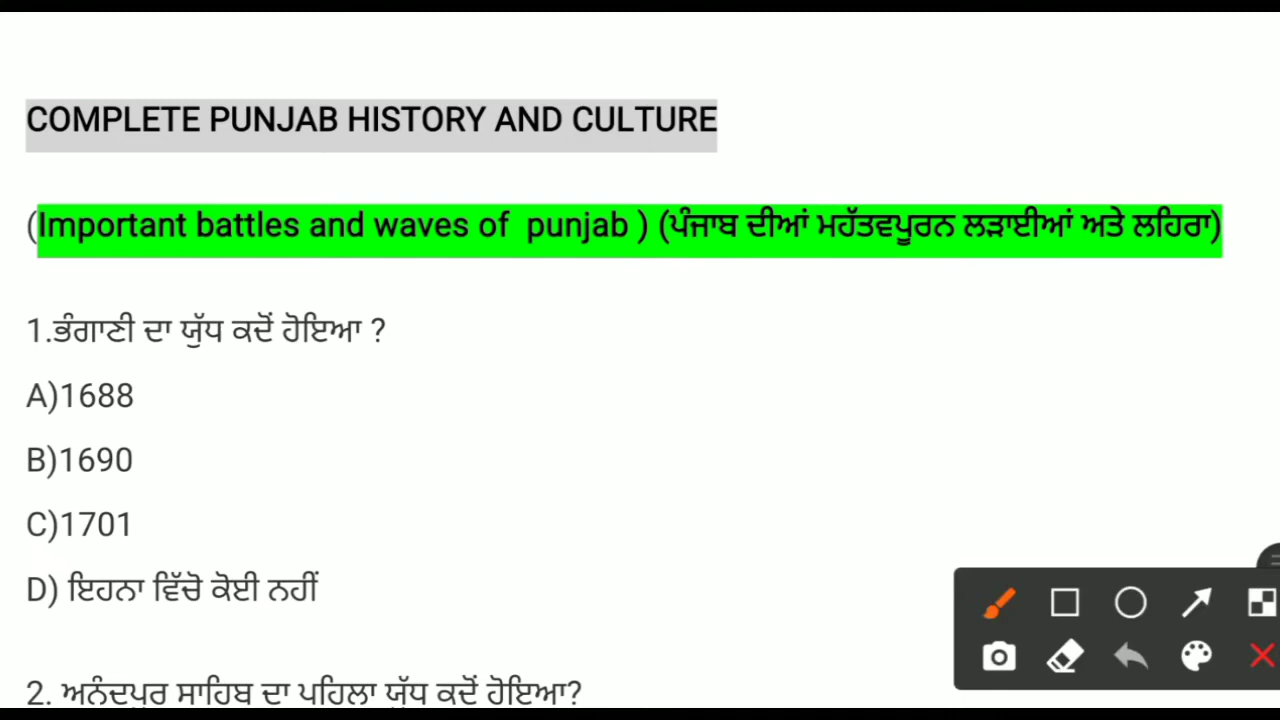 COMPLETE PUNJAB HISTORY AND CULTURE
(Important battles and waves of punjab ) (ਪੰਜਾਬ ਦੀਆਂ ਮਹੱਤਵਪੂਰਨ ਲੜਾਈਆਂ ਅਤੇ ਲਹਿਰਾ)
1.ਭੰਗਾਣੀ ਦਾ ਯੁੱਧ ਕਦੋਂ ਹੋਇਆ ?
A)1688
B)1690
C)1701
D) ਇਹਨਾ ਵਿੱਚੋ ਕੋਈ ਨਹੀਂ
2. ਅਨੰਦਪੁਰ ਸਾਹਿਬ ਦਾ ਪਹਿਲਾ ਯੁੱਧ ਕਦੋਂ ਹੋਇਆ?